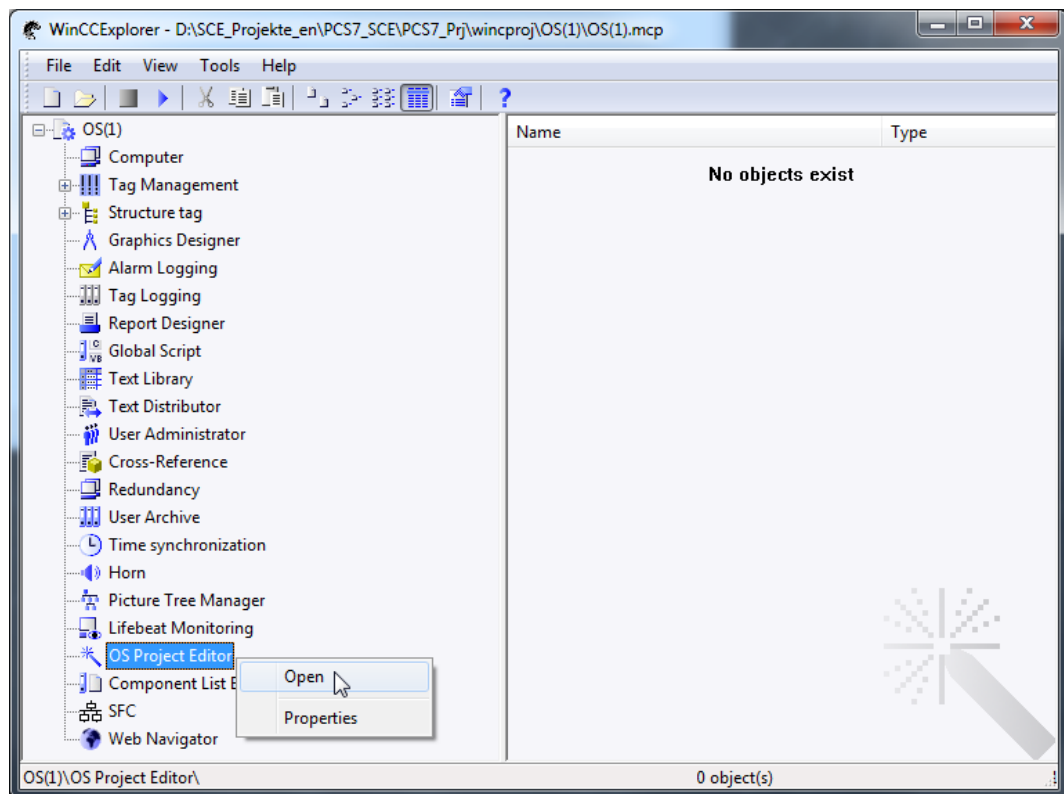 WinCCExplorer - D:\SCE_Projekte_en\PCS7_SCE\PCS7_Prj\wincproj\OS(1)\OS(1).mcp
File Edit View Tools Help
OS(1)
Name Type
Computer
No objects exist
Tag Management
Structure tag
Graphics Designer
Alarm Logging
Tag Logging
Report Designer
Global Script
Text Library
Text Distributor
User Administrator
Cross-Reference
Redundancy
User Archive
Time synchronization
Horn
Picture Tree Manager
Lifebeat Monitoring
OS Project Editor
Open
Component List E
Properties
SFC
Web Navigator
OS(1)\OS Project Editor\ 0 object(s)